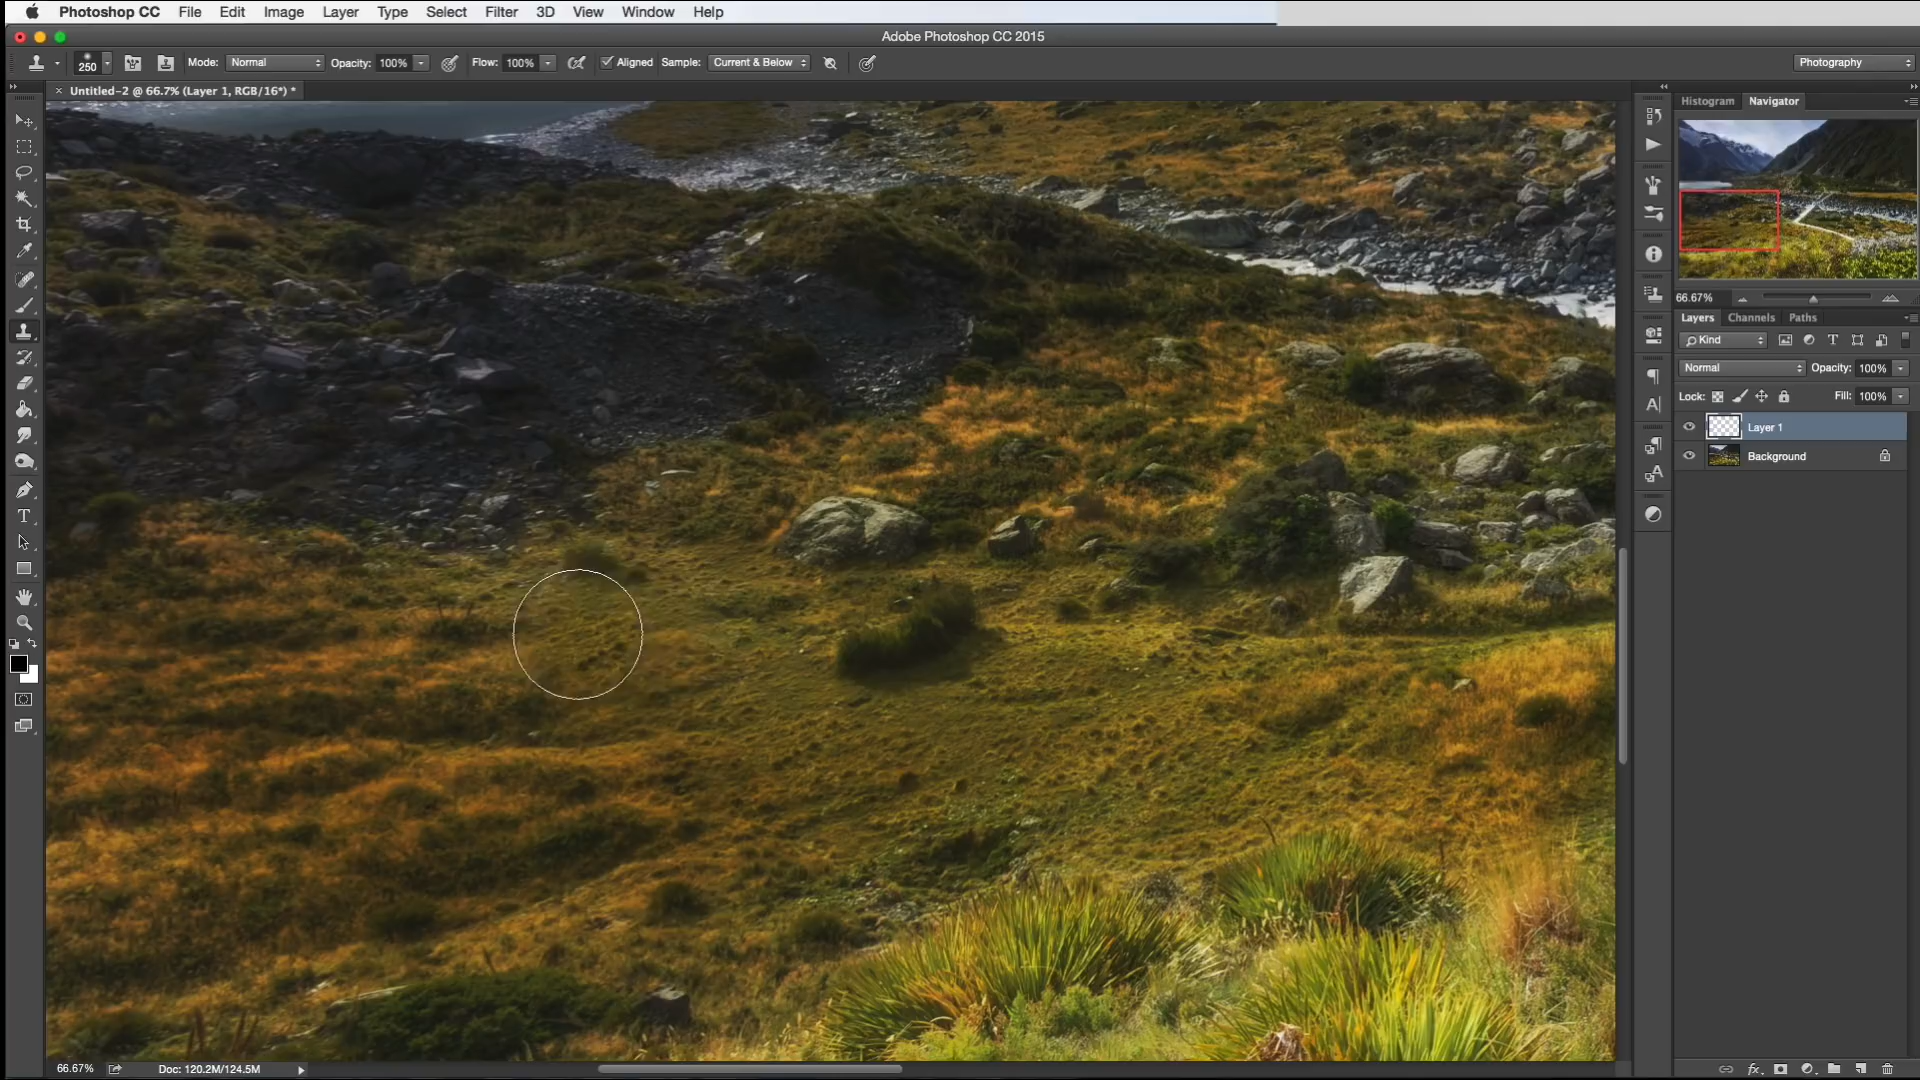 Photoshop CC File Edit Image Layer Type Select Filter 3D View Window Help
Adobe Photoshop CC 2015
250 Mode: Normal Opacity: 100% Flow: 100% Aligned Sample: Current & Below Photography
× Untitled-2 @ 66.7% (Layer 1, RGB/16*) *
Histogram Navigator
66.67%
Layers Channels Paths
Kind
Normal Opacity: 100%
Lock: Fill: 100%
Layer 1
Background
66.67% Doc: 120.2M/124.5M